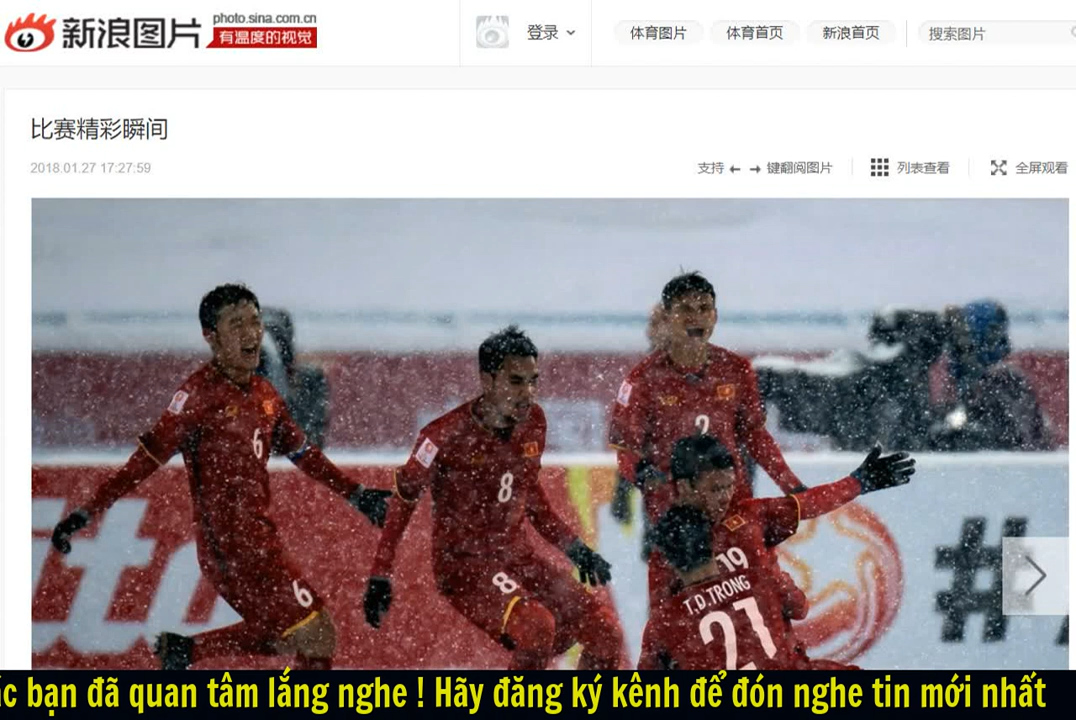 新浪图片 photo.sina.com.cn
有温度的视觉
登录
体育图片 体育首页 新浪首页 搜索图片
比赛精彩瞬间
2018.01.27 17:27:59
支持 ← → 键翻阅图片 列表查看 全屏观看
6
8
2
8
6
19
T.D.TRONG
21
#
ác bạn đã quan tâm lắng nghe ! Hãy đăng ký kênh để đón nghe tin mới nhất